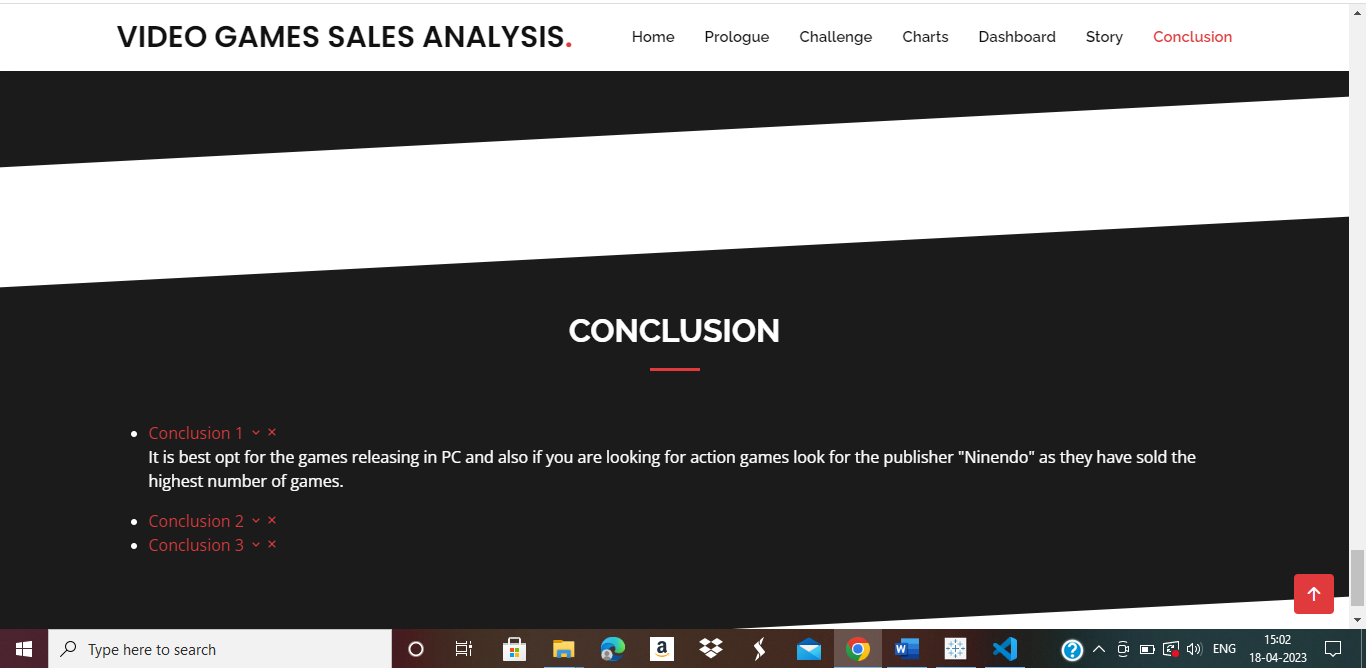 VIDEO GAMES SALES ANALYSIS.
Home Prologue Challenge Charts Dashboard Story Conclusion
CONCLUSION
Conclusion 1
It is best opt for the games releasing in PC and also if you are looking for action games look for the publisher "Ninendo" as they have sold the
highest number of games.
Conclusion 2
Conclusion 3
Type here to search
ENG
15:02
18-04-2023